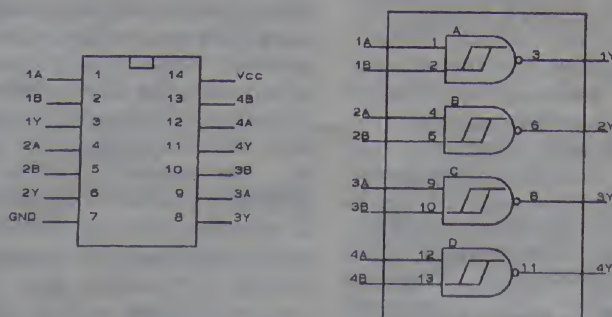 1A 1 14 VCC
1B 2 13 4B
1Y 3 12 4A
2A 4 11 4Y
2B 5 10 3B
2Y 6 9 3A
GND 7 8 3Y
A
1A 1 3 1Y
1B 2
B
2A 4 6 2Y
2B 5
C
3A 9 8 3Y
3B 10
D
4A 12 11 4Y
4B 13